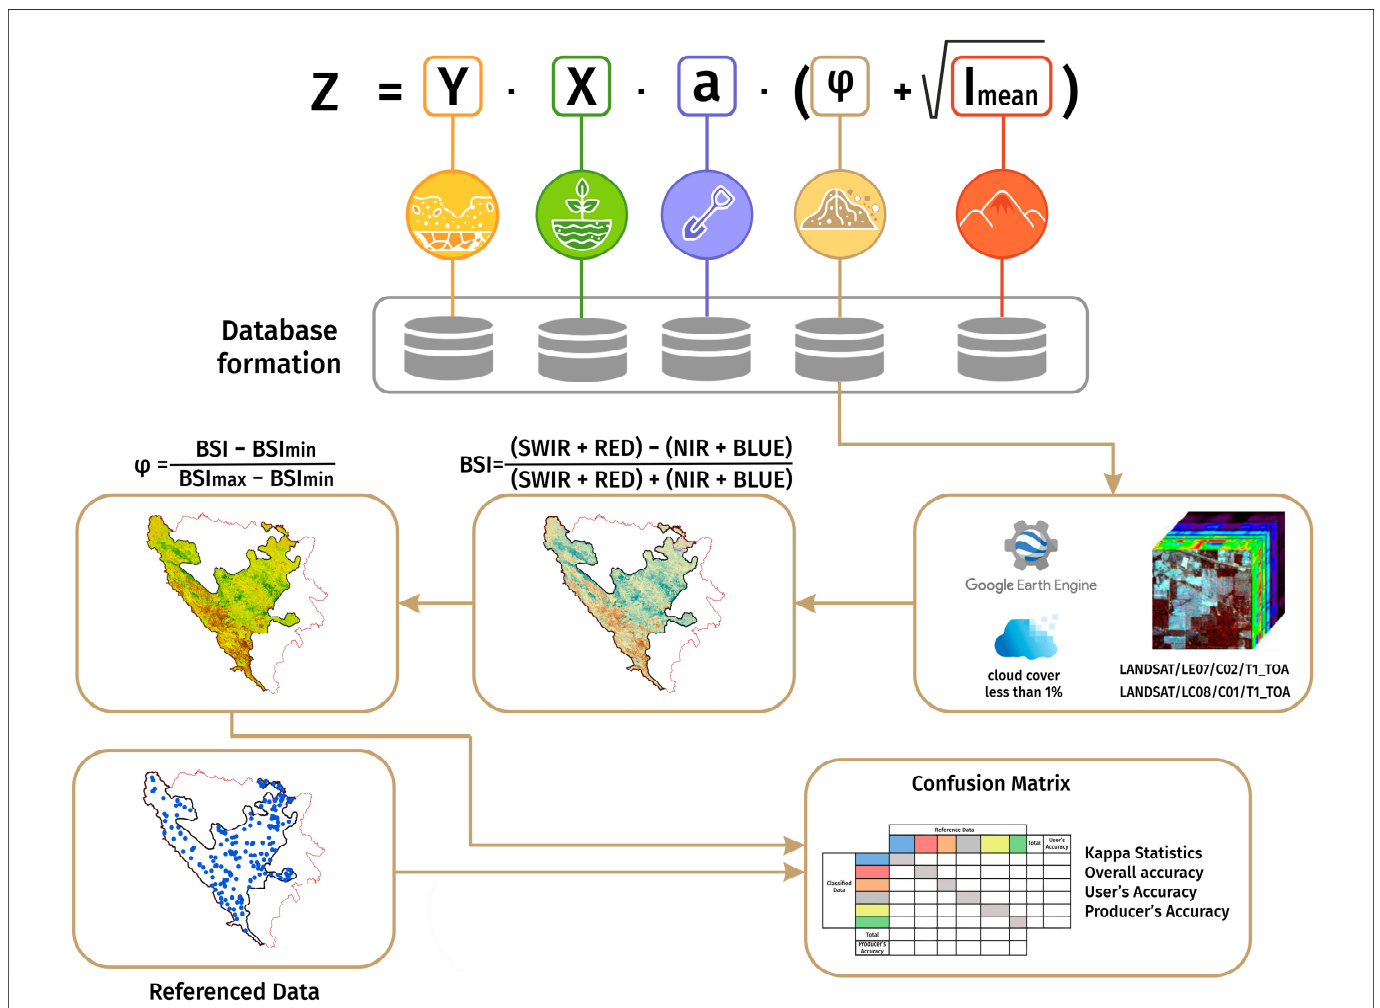 Z = Y · X · a · ( φ + √ Imean )
Database
formation
φ = BSI – BSImin
BSImax – BSImin
BSI= (SWIR + RED) – (NIR + BLUE)
(SWIR + RED) + (NIR + BLUE)
Google Earth Engine
cloud cover
less than 1%
LANDSAT/LE07/C02/T1_TOA
LANDSAT/LC08/C01/T1_TOA
Confusion Matrix
Reference Data
Total
User's
Accuracy
Classified
Data
Total
Producer's
Accuracy
Kappa Statistics
Overall accuracy
User's Accuracy
Producer's Accuracy
Referenced Data